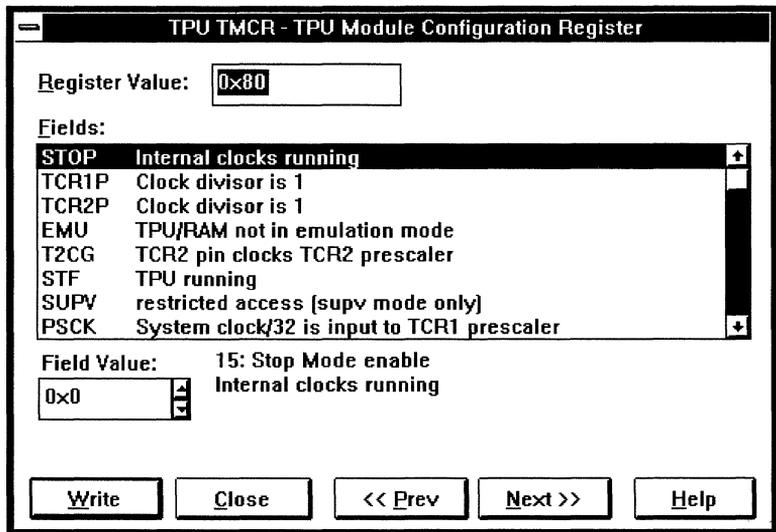 TPU TMCR - TPU Module Configuration Register
Register Value: 0x80
Fields:
STOP Internal clocks running
TCR1P Clock divisor is 1
TCR2P Clock divisor is 1
EMU TPU/RAM not in emulation mode
T2CG TCR2 pin clocks TCR2 prescaler
STF TPU running
SUPV restricted access (supv mode only)
PSCK System clock/32 is input to TCR1 prescaler
Field Value: 15: Stop Mode enable
0x0 Internal clocks running
Write Close << Prev Next >> Help